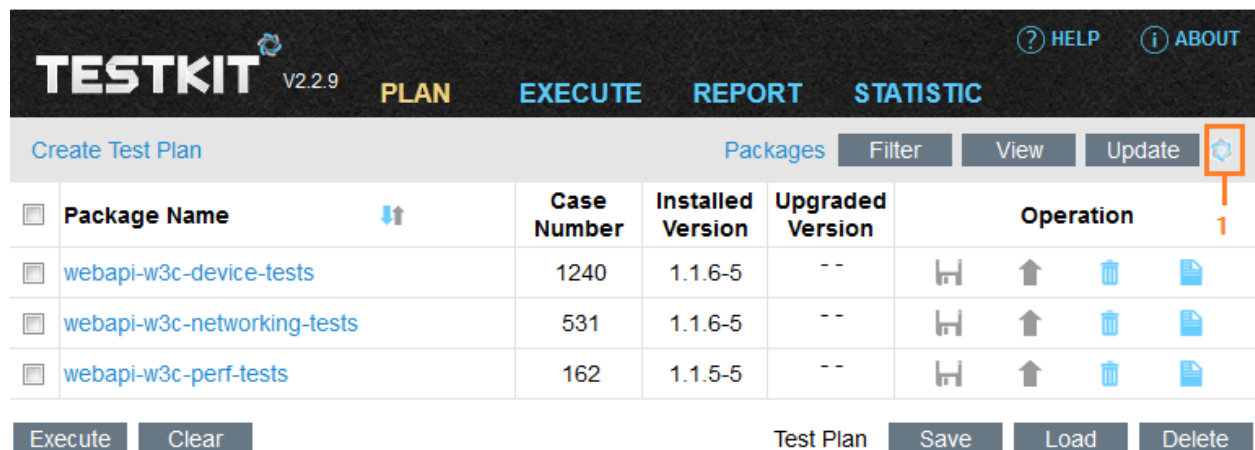 ? HELP i ABOUT
TESTKIT V2.2.9 PLAN EXECUTE REPORT STATISTIC
Create Test Plan Packages Filter View Update
Package Name Case Number Installed Version Upgraded Version Operation 1
webapi-w3c-device-tests 1240 1.1.6-5 - -
webapi-w3c-networking-tests 531 1.1.6-5 - -
webapi-w3c-perf-tests 162 1.1.5-5 - -
Execute Clear Test Plan Save Load Delete